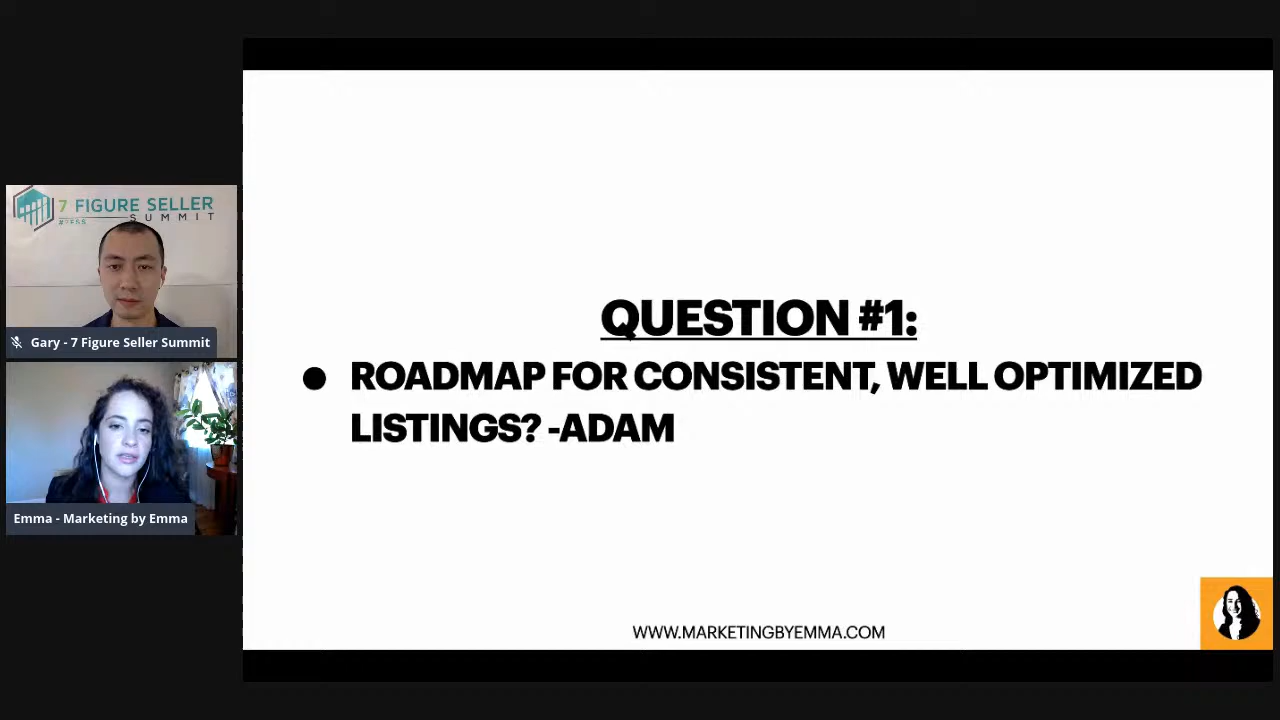 7 FIGURE SELLER
#7FSS
SUMMIT
Gary - 7 Figure Seller Summit
Emma - Marketing by Emma
QUESTION #1:
● ROADMAP FOR CONSISTENT, WELL OPTIMIZED
LISTINGS? -ADAM
WWW.MARKETINGBYEMMA.COM